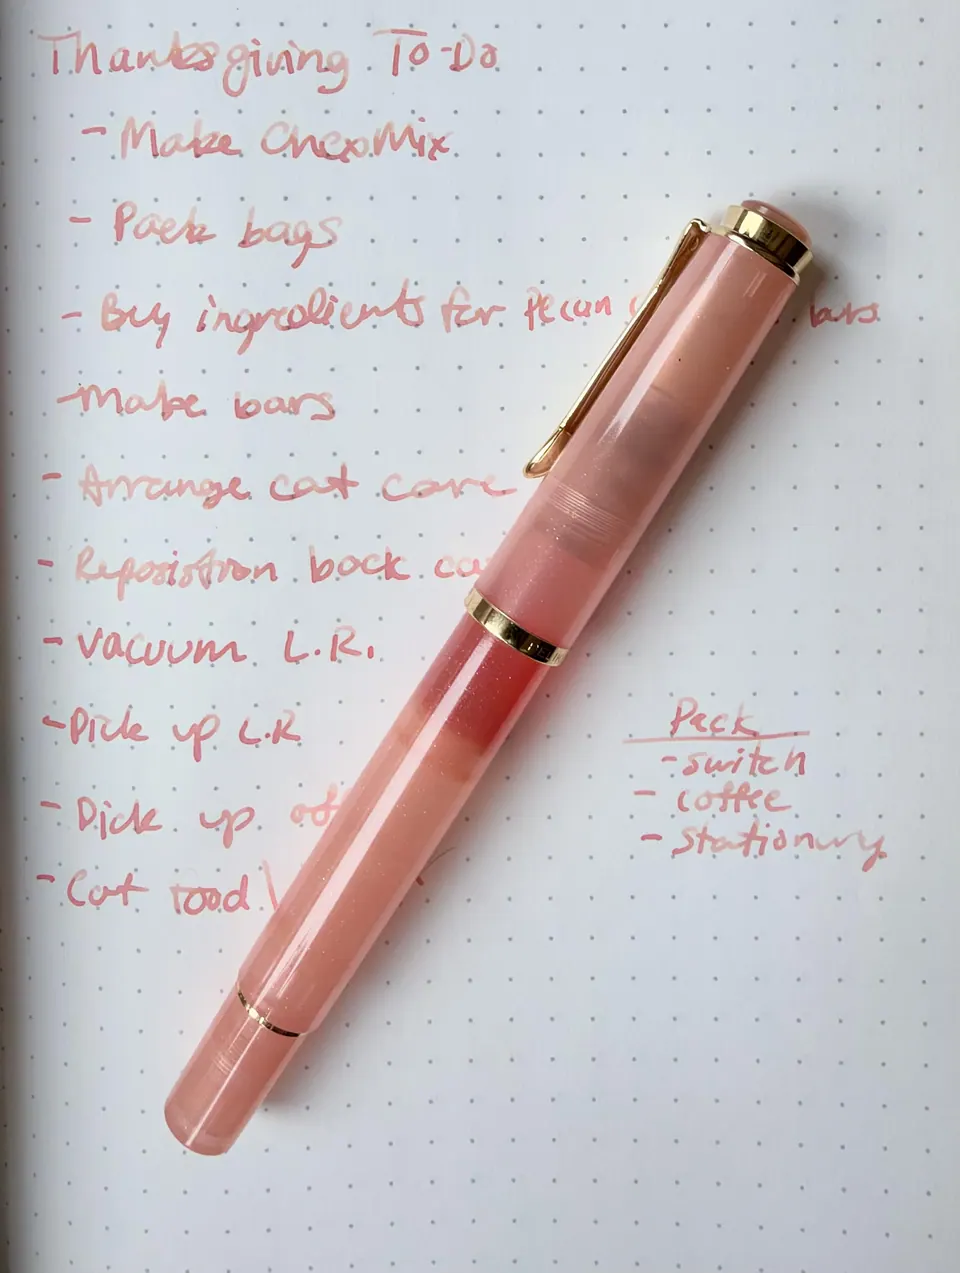 Thanksgiving To-Do
- Make ChexMix
- Pack bags
- Buy ingredients for Pecan bars
- Make bars
- Arrange cat care
- Reposition back
- Vacuum L.R.
- Pick up L.R
- Pick up
- Cat food
Pack
- switch
- coffee
- stationery